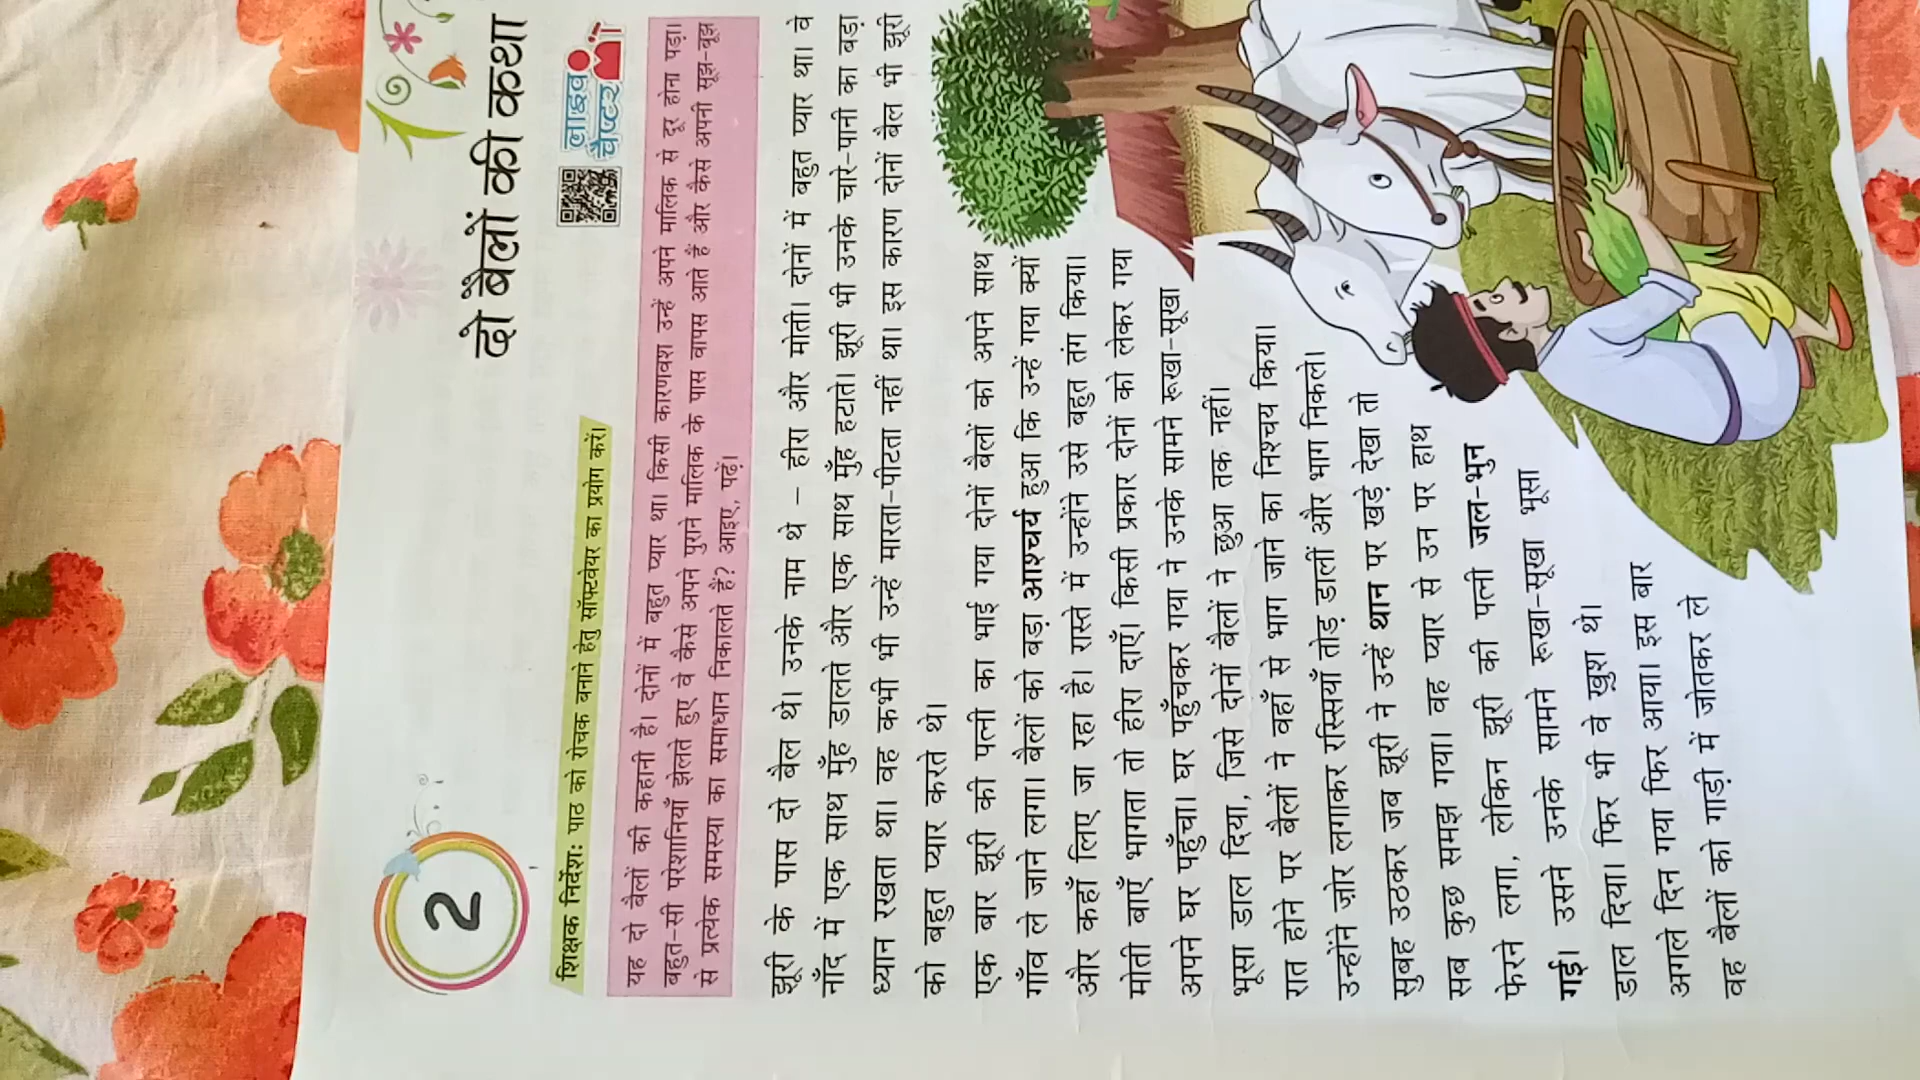 2
दो बैलों की कथा
शिक्षक निर्देश: पाठ को रोचक बनाने हेतु सॉफ्टवेयर का प्रयोग करें।
लाइव
चैप्टर
यह दो बैलों की कहानी है। दोनों में बहुत प्यार था। किसी कारणवश उन्हें अपने मालिक से दूर होना पड़ा।
बहुत-सी परेशानियाँ झेलते हुए वे कैसे अपने पुराने मालिक के पास वापस आते हैं और कैसे अपनी सूझ-बूझ
से प्रत्येक समस्या का समाधान निकालते हैं? आइए, पढ़ें।
झूरी के पास दो बैल थे। उनके नाम थे – हीरा और मोती। दोनों में बहुत प्यार था। वे
नाँद में एक साथ मुँह डालते और एक साथ मुँह हटाते। झूरी भी उनके चारे-पानी का बड़ा
ध्यान रखता था। वह कभी भी उन्हें मारता-पीटता नहीं था। इस कारण दोनों बैल भी झूरी
को बहुत प्यार करते थे।
एक बार झूरी की पत्नी का भाई गया दोनों बैलों को अपने साथ
गाँव ले जाने लगा। बैलों को बड़ा आश्चर्य हुआ कि उन्हें गया क्यों
और कहाँ लिए जा रहा है। रास्ते में उन्होंने उसे बहुत तंग किया।
मोती बाएँ भागता तो हीरा दाएँ। किसी प्रकार दोनों को लेकर गया
अपने घर पहुँचा। घर पहुँचकर गया ने उनके सामने रूखा-सूखा
भूसा डाल दिया, जिसे दोनों बैलों ने छुआ तक नहीं।
रात होने पर बैलों ने वहाँ से भाग जाने का निश्चय किया।
उन्होंने ज़ोर लगाकर रस्सियाँ तोड़ डालीं और भाग निकले।
सुबह उठकर जब झूरी ने उन्हें थान पर खड़े देखा तो
सब कुछ समझ गया। वह प्यार से उन पर हाथ
फेरने लगा, लेकिन झूरी की पत्नी जल-भुन
गई। उसने उनके सामने रूखा-सूखा भूसा
डाल दिया। फिर भी वे खुश थे।
अगले दिन गया फिर आया। इस बार
वह बैलों को गाड़ी में जोतकर ले